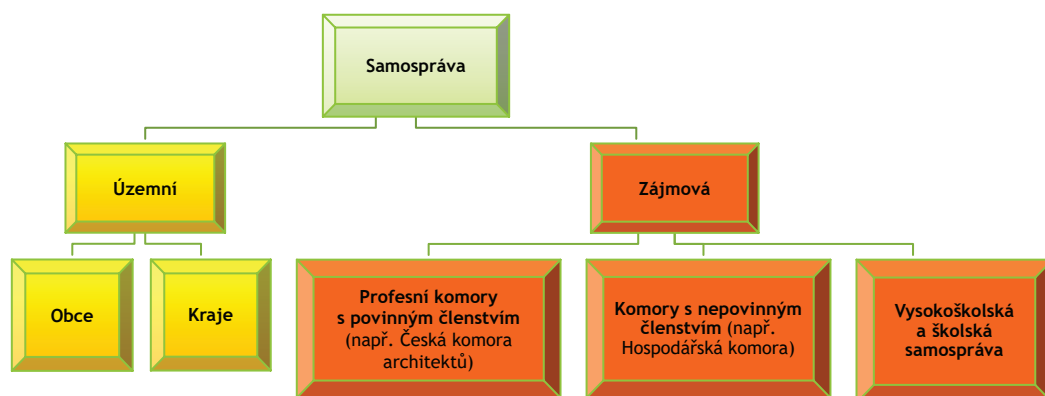 Samospráva
Územní
Zájmová
Obce
Kraje
Profesní komory
s povinným členstvím
(např. Česká komora
architektů)
Komory s nepovinným
členstvím (např.
Hospodářská komora)
Vysokoškolská
a školská
samospráva